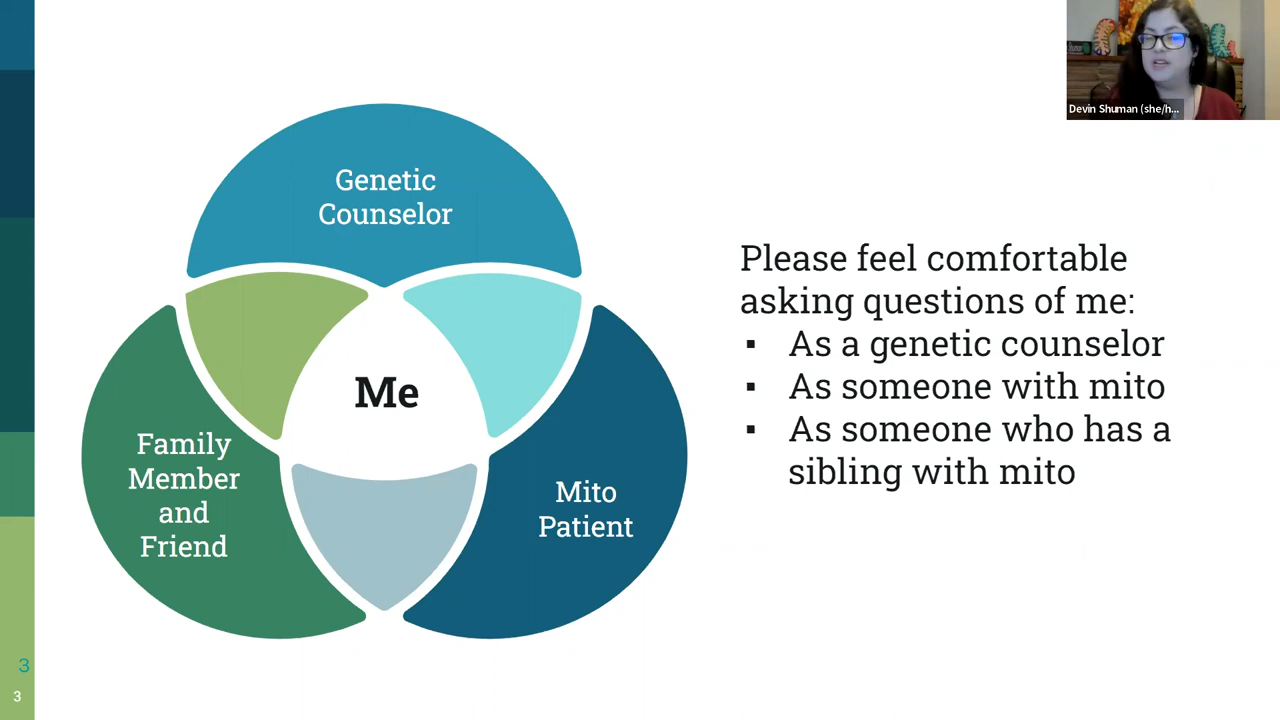 Genetic
Counselor
Me
Family
Member
and
Friend
Mito
Patient
Please feel comfortable
asking questions of me:
▪ As a genetic counselor
▪ As someone with mito
▪ As someone who has a
sibling with mito
Devin Shuman (she/h...
3
3